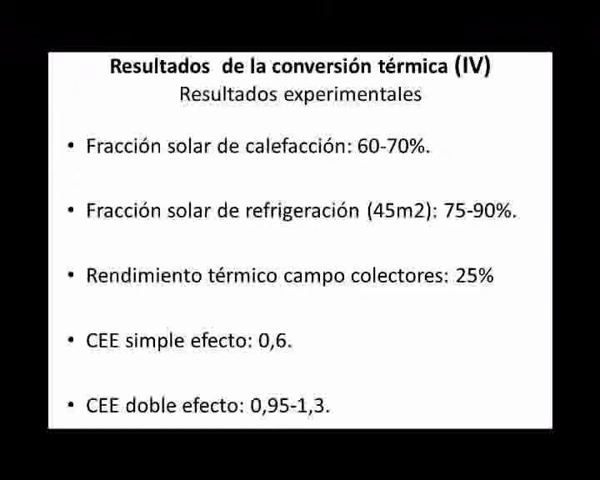 Resultados de la conversión térmica (IV)
Resultados experimentales
• Fracción solar de calefacción: 60-70%.
• Fracción solar de refrigeración (45m2): 75-90%.
• Rendimiento térmico campo colectores: 25%
• CEE simple efecto: 0,6.
• CEE doble efecto: 0,95-1,3.